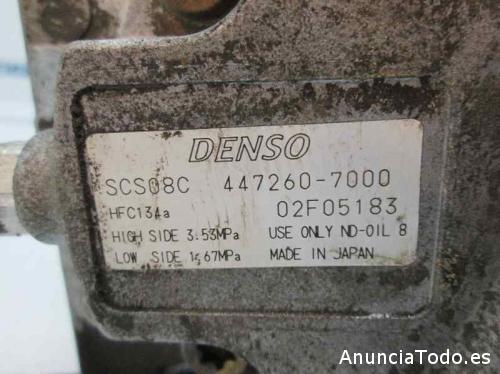 DENSO
SCS08C 447260-7000
HFC134a 02F05183
HIGH SIDE 3.53MPa USE ONLY ND-OIL 8
LOW SIDE 1.67MPa MADE IN JAPAN
AnunciaTodo.es